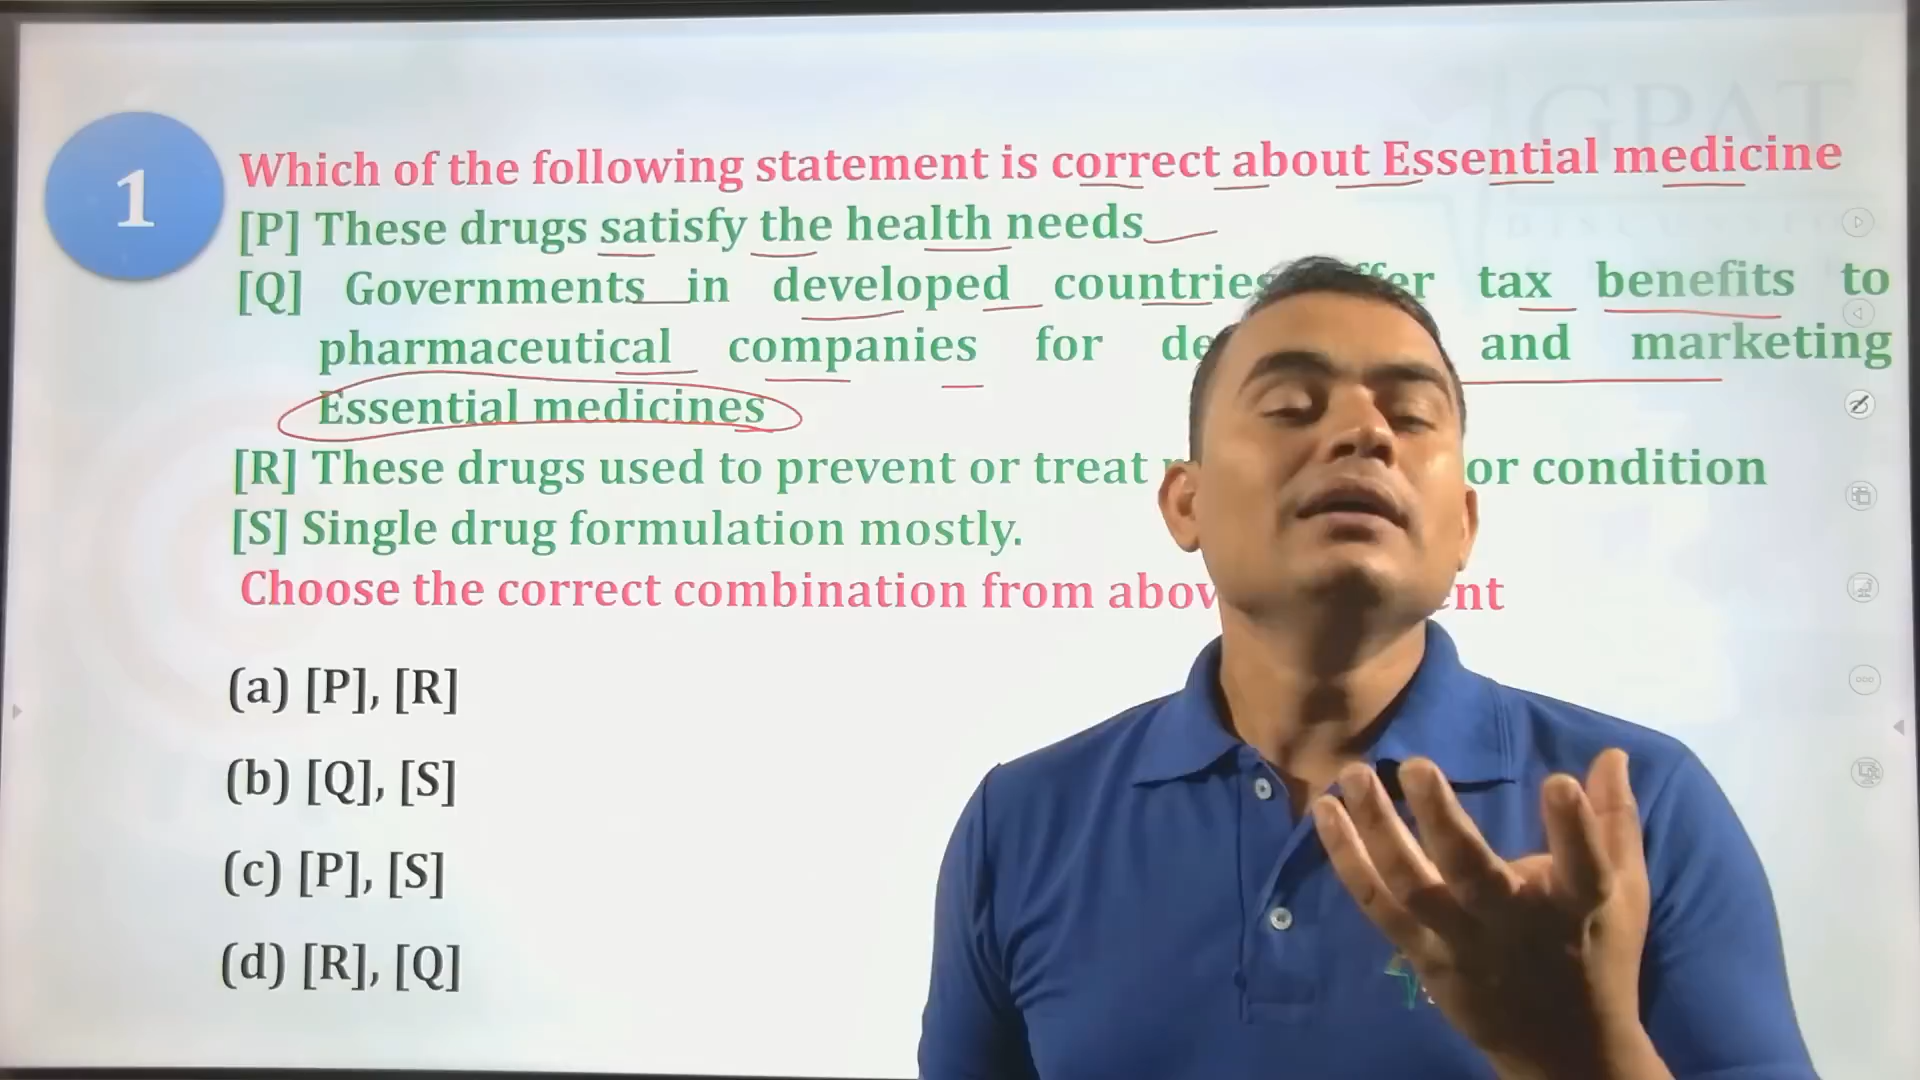 GPAT
1
Which of the following statement is correct about Essential medicine
[P] These drugs satisfy the health needs
[Q] Governments in developed countries tax benefits to
pharmaceutical companies for and marketing
Essential medicines
[R] These drugs used to prevent or treat or condition
[S] Single drug formulation mostly.
Choose the correct combination from
(a) [P], [R]
(b) [Q], [S]
(c) [P], [S]
(d) [R], [Q]